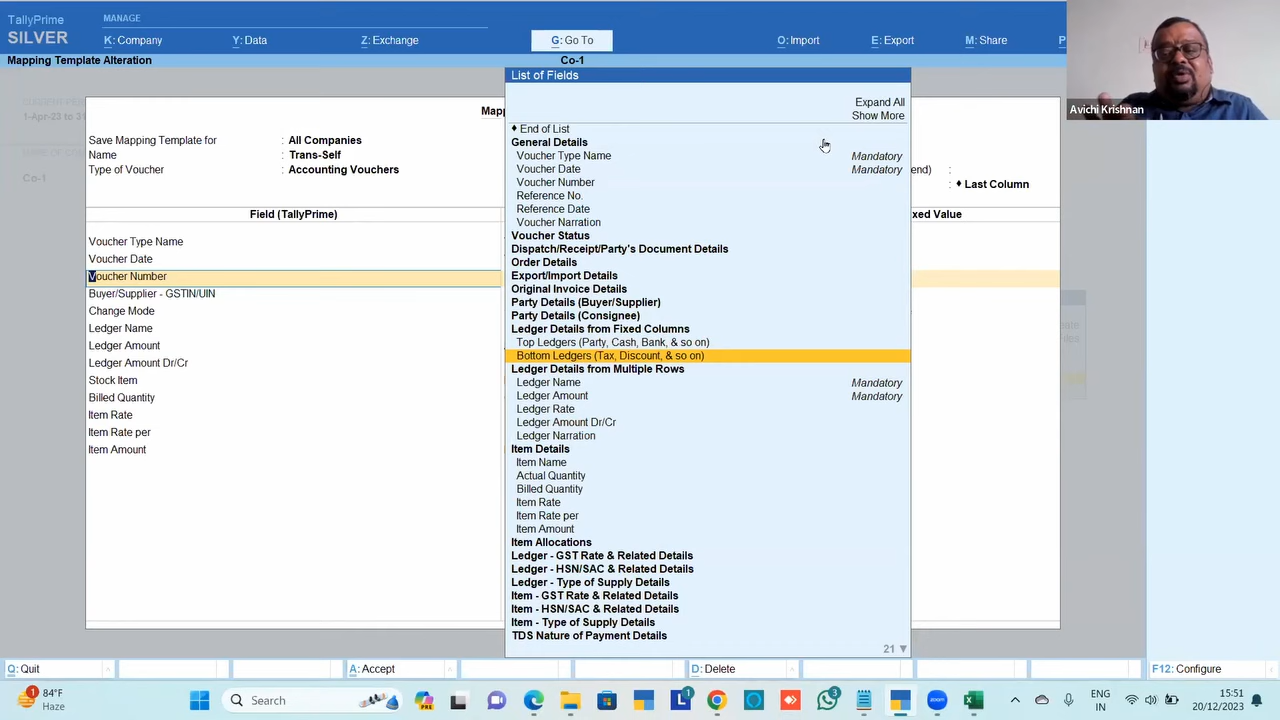 TallyPrime
SILVER
MANAGE
K: Company
Y: Data
Z: Exchange
G: Go To
O: Import
E: Export
M: Share
P
Mapping Template Alteration
Co-1
Avichi Krishnan
List of Fields
Expand All
Show More
Mapp
Save Mapping Template for : All Companies
Name : Trans-Self
Type of Voucher : Accounting Vouchers
end) :
: ♦ Last Column
Field (TallyPrime)
xed Value
Voucher Type Name
Voucher Date
Voucher Number
Buyer/Supplier - GSTIN/UIN
Change Mode
Ledger Name
Ledger Amount
Ledger Amount Dr/Cr
Stock Item
Billed Quantity
Item Rate
Item Rate per
Item Amount
♦ End of List
General Details
Voucher Type Name Mandatory
Voucher Date Mandatory
Voucher Number
Reference No.
Reference Date
Voucher Narration
Voucher Status
Dispatch/Receipt/Party's Document Details
Order Details
Export/Import Details
Original Invoice Details
Party Details (Buyer/Supplier)
Party Details (Consignee)
Ledger Details from Fixed Columns
Top Ledgers (Party, Cash, Bank, & so on)
Bottom Ledgers (Tax, Discount, & so on)
Ledger Details from Multiple Rows
Ledger Name Mandatory
Ledger Amount Mandatory
Ledger Rate
Ledger Amount Dr/Cr
Ledger Narration
Item Details
Item Name
Actual Quantity
Billed Quantity
Item Rate
Item Rate per
Item Amount
Item Allocations
Ledger - GST Rate & Related Details
Ledger - HSN/SAC & Related Details
Ledger - Type of Supply Details
Item - GST Rate & Related Details
Item - HSN/SAC & Related Details
Item - Type of Supply Details
TDS Nature of Payment Details
21 ▼
Q: Quit
A: Accept
D: Delete
F12: Configure
1
84°F
Haze
Search
1
3
ENG
IN
15:51
20/12/2023